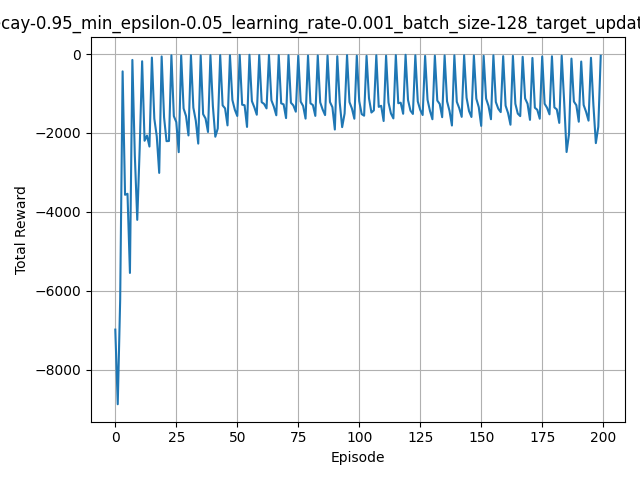 cay-0.95_min_epsilon-0.05_learning_rate-0.001_batch_size-128_target_updat
0
−2000
−4000
−6000
−8000
Total Reward
0 25 50 75 100 125 150 175 200
Episode